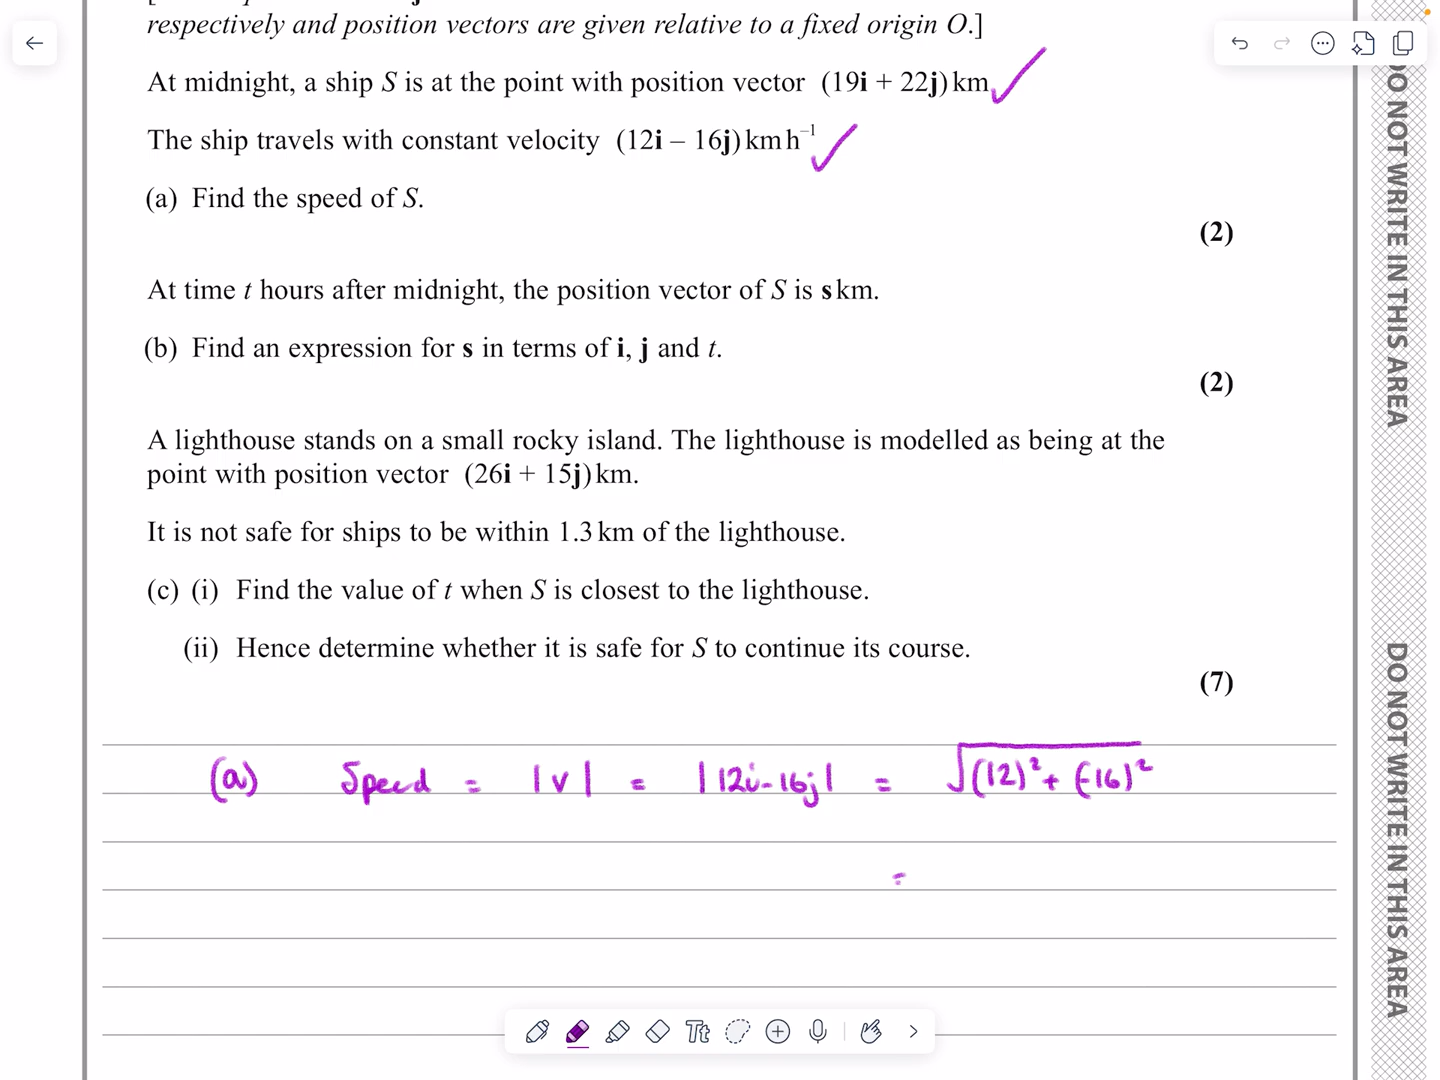 respectively and position vectors are given relative to a fixed origin O.]
At midnight, a ship S is at the point with position vector (19i + 22j) km
The ship travels with constant velocity (12i – 16j) km h⁻¹
(a) Find the speed of S.
(2)
At time t hours after midnight, the position vector of S is s km.
(b) Find an expression for s in terms of i, j and t.
(2)
A lighthouse stands on a small rocky island. The lighthouse is modelled as being at the
point with position vector (26i + 15j) km.
It is not safe for ships to be within 1.3 km of the lighthouse.
(c) (i) Find the value of t when S is closest to the lighthouse.
(ii) Hence determine whether it is safe for S to continue its course.
(7)
(a) Speed = |v| = |12i - 16j| = √(12)² + (-16)²
=
DO NOT WRITE IN THIS AREA
DO NOT WRITE IN THIS AREA
Tt